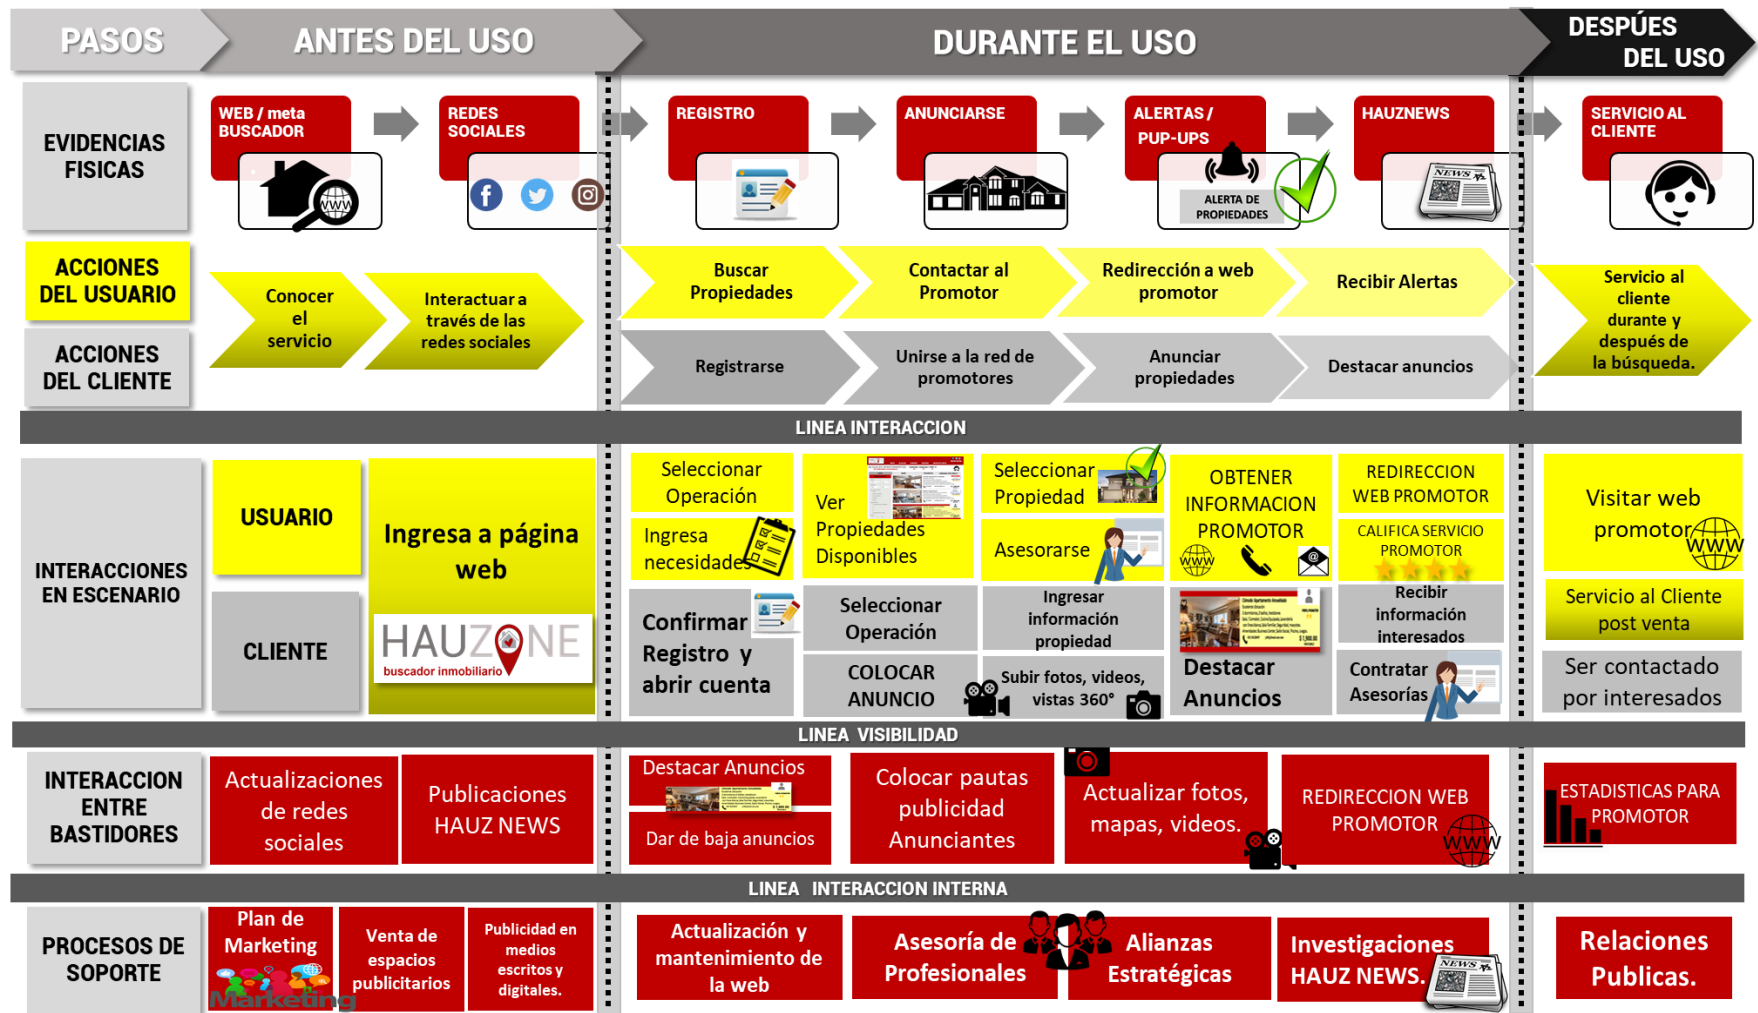 PASOS
ANTES DEL USO
DURANTE EL USO
DESPÚES
DEL USO
EVIDENCIAS
FISICAS
WEB / meta
BUSCADOR
WWW
REDES
SOCIALES
REGISTRO
ANUNCIARSE
ALERTAS /
PUP-UPS
ALERTA DE
PROPIEDADES
HAUZNEWS
NEWS
SERVICIO AL
CLIENTE
ACCIONES
DEL USUARIO
ACCIONES
DEL CLIENTE
Conocer
el
servicio
Interactuar a
través de las
redes sociales
Buscar
Propiedades
Contactar al
Promotor
Redirección a web
promotor
Recibir Alertas
Registrarse
Unirse a la red de
promotores
Anunciar
propiedades
Destacar anuncios
Servicio al
cliente
durante y
después de
la búsqueda.
LINEA INTERACCION
INTERACCIONES
EN ESCENARIO
USUARIO
CLIENTE
Ingresa a página
web
HAUZONE
buscador inmobiliario
Seleccionar
Operación
Ingresa
necesidades
Ver
Propiedades
Disponibles
Seleccionar
Propiedad
Asesorarse
OBTENER
INFORMACION
PROMOTOR
WWW
REDIRECCION
WEB PROMOTOR
CALIFICA SERVICIO
PROMOTOR
Visitar web
promotor
WWW
Servicio al Cliente
post venta
Confirmar
Registro y
abrir cuenta
Seleccionar
Operación
COLOCAR
ANUNCIO
Ingresar
información
propiedad
Subir fotos, videos,
vistas 360°
Destacar
Anuncios
Recibir
información
interesados
Contratar
Asesorías
Ser contactado
por interesados
LINEA VISIBILIDAD
INTERACCION
ENTRE
BASTIDORES
Actualizaciones
de redes
sociales
Publicaciones
HAUZ NEWS
Destacar Anuncios
Dar de baja anuncios
Colocar pautas
publicidad
Anunciantes
Actualizar fotos,
mapas, videos.
REDIRECCION WEB
PROMOTOR
WWW
ESTADISTICAS PARA
PROMOTOR
LINEA INTERACCION INTERNA
PROCESOS DE
SOPORTE
Plan de
Marketing
Marketing
Venta de
espacios
publicitarios
Publicidad en
medios
escritos y
digitales.
Actualización y
mantenimiento de
la web
Asesoría de
Profesionales
Alianzas
Estratégicas
Investigaciones
HAUZ NEWS.
NEWS
Relaciones
Publicas.